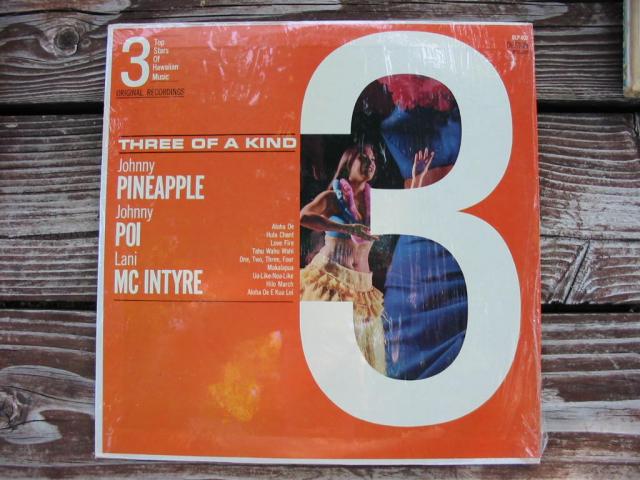 3
Top
Stars
Of
Hawaiian
Music
ORIGINAL RECORDINGS
THREE OF A KIND
Johnny
PINEAPPLE
Johnny
POI
Lani
MC INTYRE
Aloha Oe
Hula Chant
Love Fire
Tahu Wahu Wahi
One, Two, Three, Four
Makalapua
Ua-Like-Noa-Like
Hilo March
Aloha Oe E Kuu Lei
3